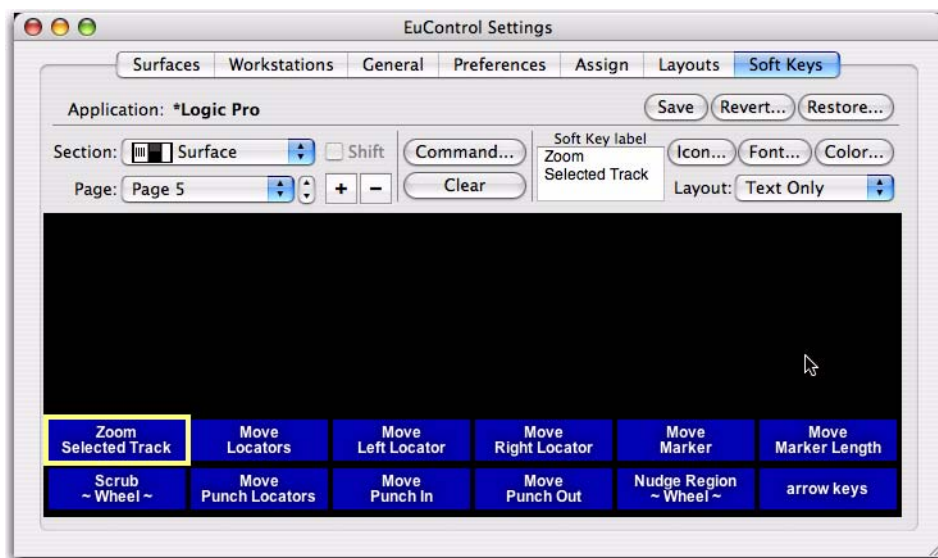 EuControl Settings
Surfaces Workstations General Preferences Assign Layouts Soft Keys
Application: *Logic Pro
Save Revert... Restore...
Section: Surface Shift Command... Soft Key label Icon... Font... Color...
Zoom
Selected Track
Page: Page 5 + − Clear Layout: Text Only
Zoom
Selected Track
Move
Locators
Move
Left Locator
Move
Right Locator
Move
Marker
Move
Marker Length
Scrub
~ Wheel ~
Move
Punch Locators
Move
Punch In
Move
Punch Out
Nudge Region
~ Wheel ~
arrow keys